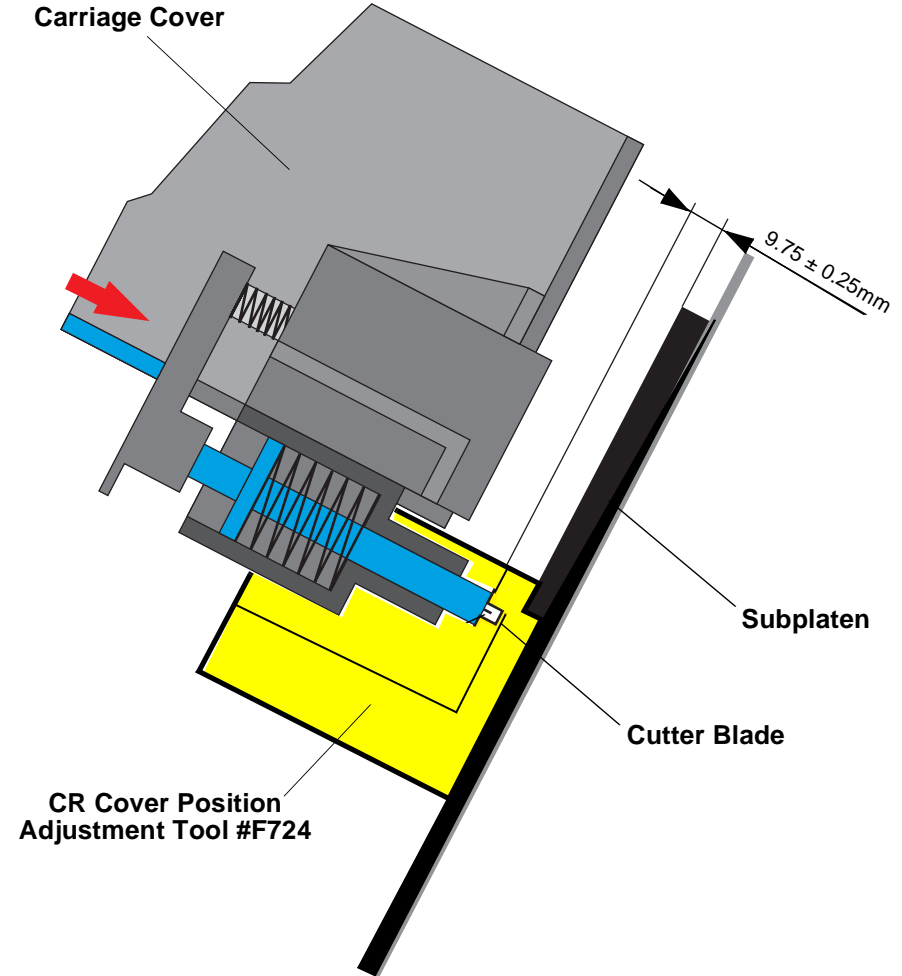 Carriage Cover
9.75 ± 0.25mm
Subplaten
Cutter Blade
CR Cover Position
Adjustment Tool #F724